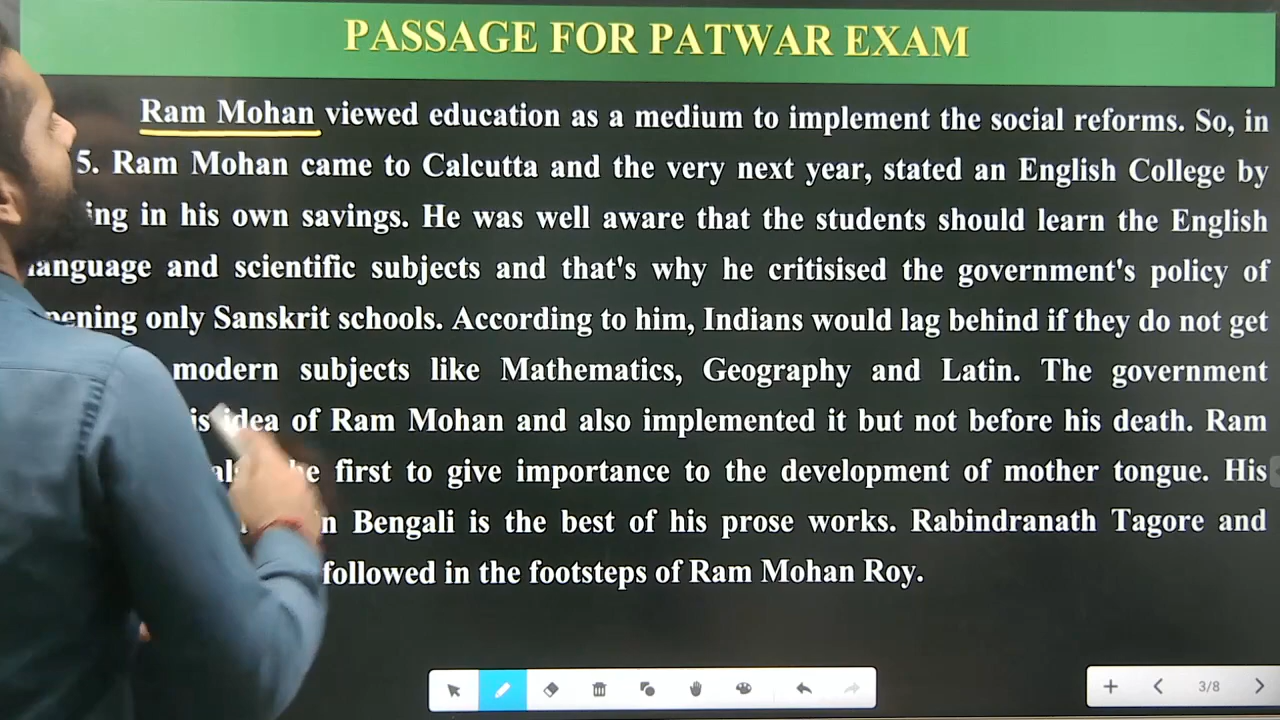 PASSAGE FOR PATWAR EXAM
Ram Mohan viewed education as a medium to implement the social reforms. So, in
5. Ram Mohan came to Calcutta and the very next year, stated an English College by
in his own savings. He was well aware that the students should learn the English
language and scientific subjects and that's why he critisised the government's policy of
only Sanskrit schools. According to him, Indians would lag behind if they do not get
modern subjects like Mathematics, Geography and Latin. The government
idea of Ram Mohan and also implemented it but not before his death. Ram
first to give importance to the development of mother tongue. His
Bengali is the best of his prose works. Rabindranath Tagore and
followed in the footsteps of Ram Mohan Roy.
3/8